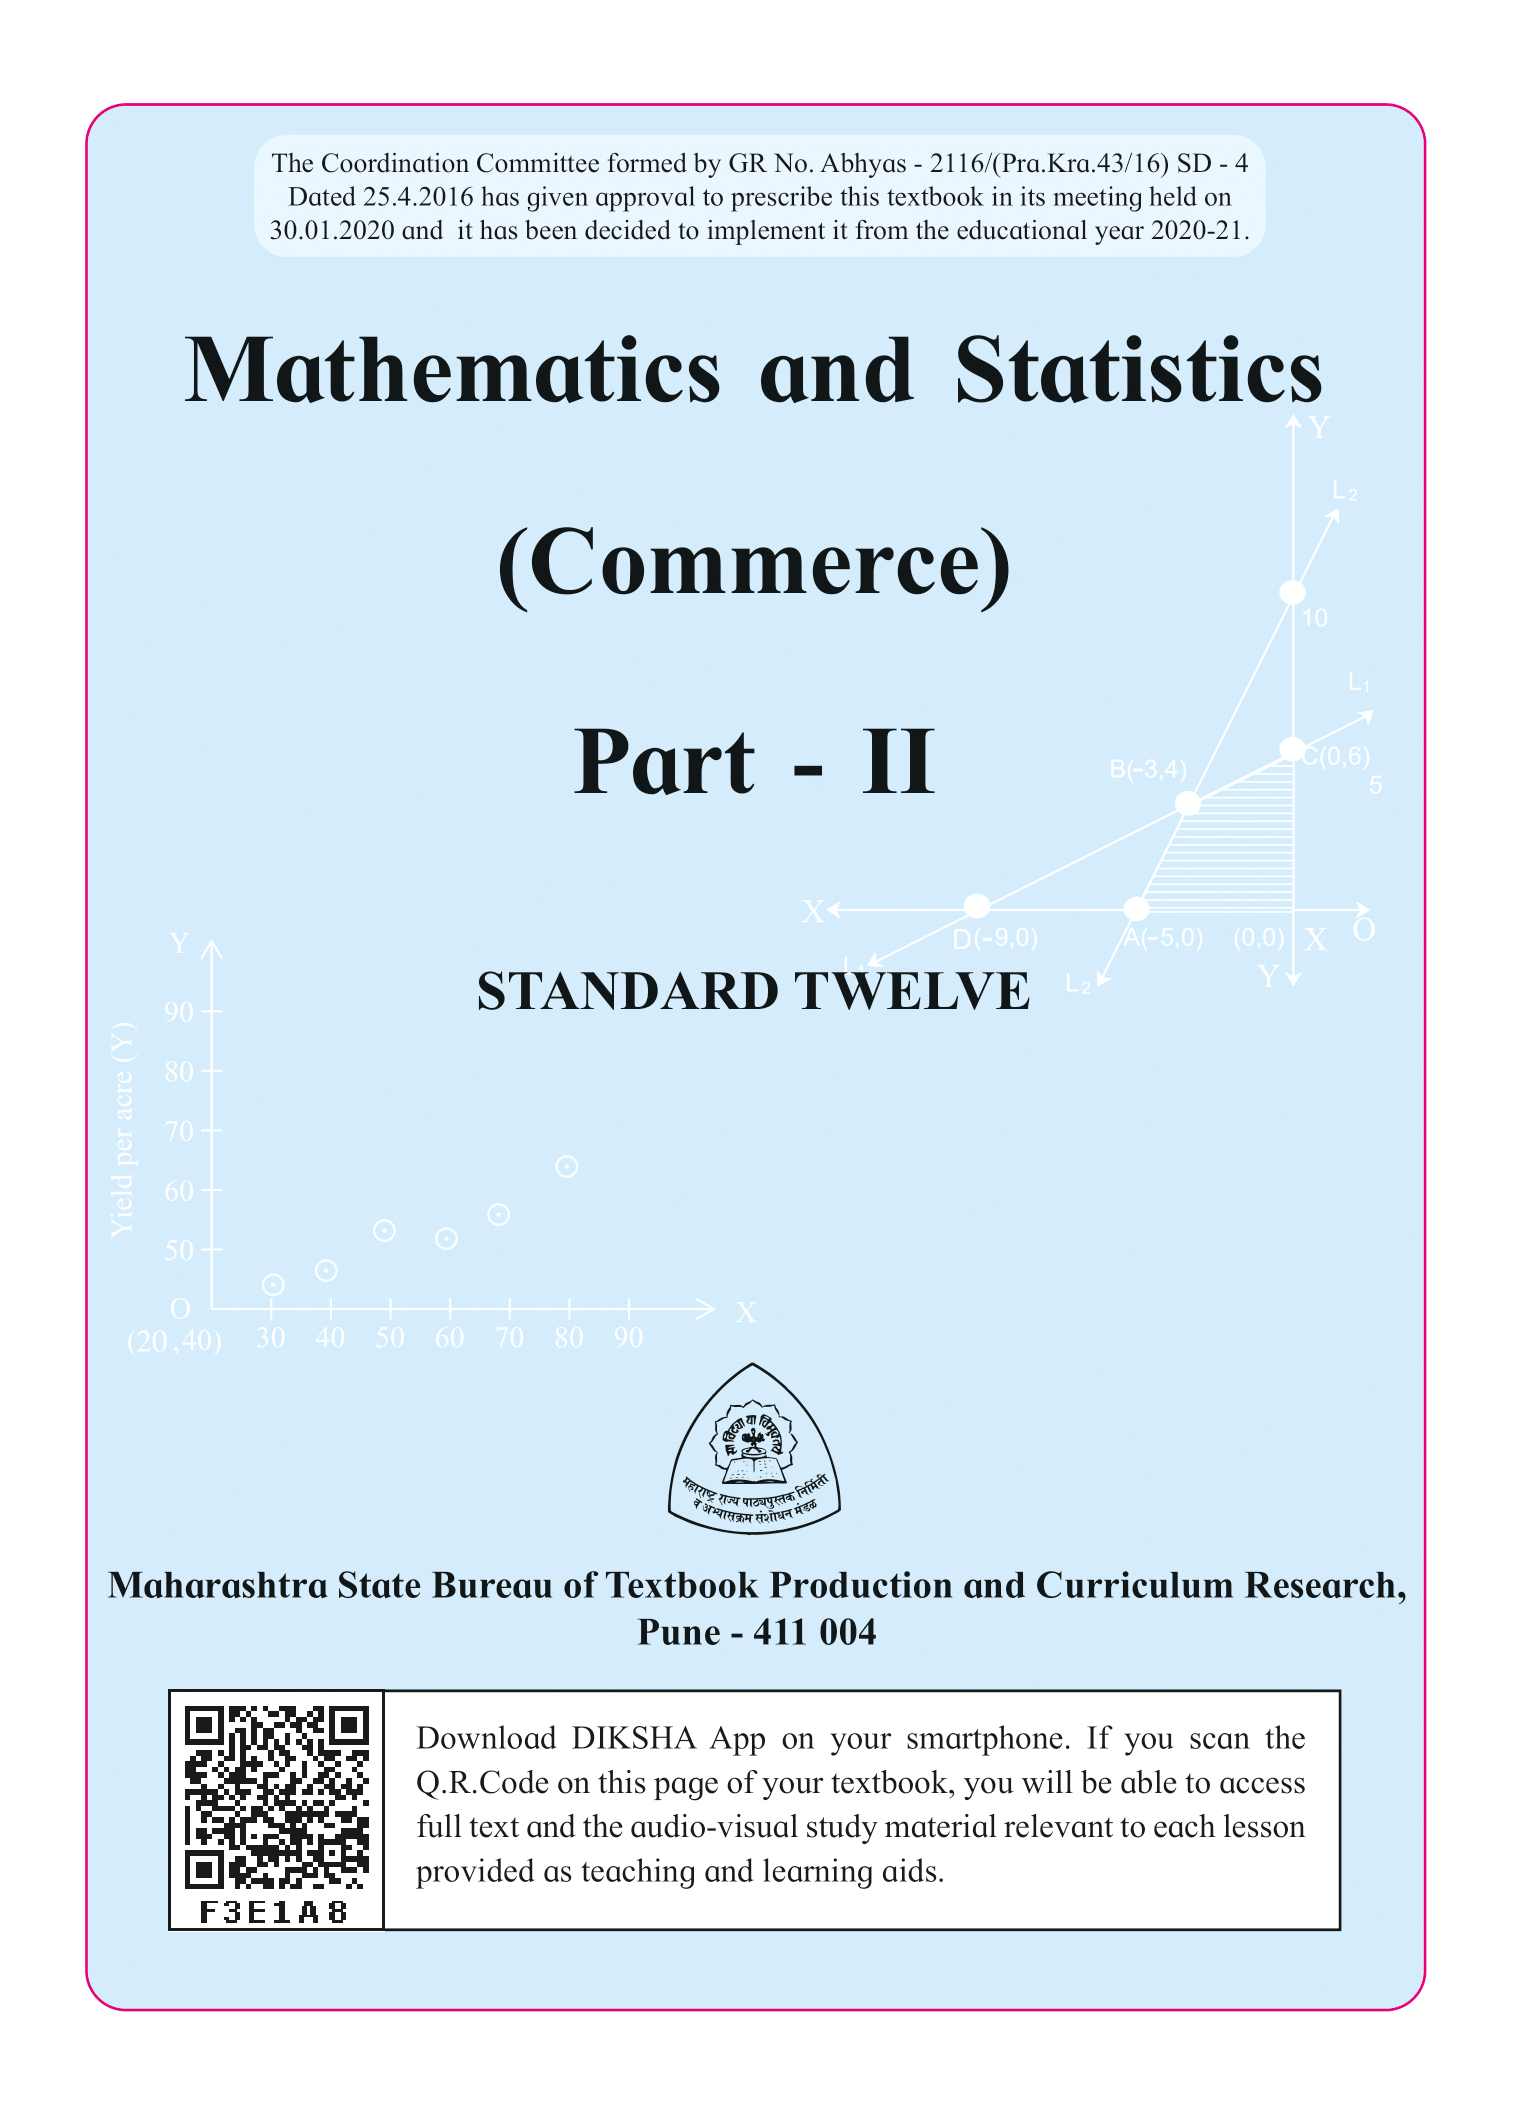 The Coordination Committee formed by GR No. Abhyas - 2116/(Pra.Kra.43/16) SD - 4
Dated 25.4.2016 has given approval to prescribe this textbook in its meeting held on
30.01.2020 and it has been decided to implement it from the educational year 2020-21.
Mathematics and Statistics
(Commerce)
Part - II
Y
L2
10
L1
B(-3,4)
C(0,6)
5
X
D(-9,0)
A(-5,0)
(0,0)
X
O
L1
L2
Y
STANDARD TWELVE
Y
90
80
70
60
50
Yield per acre (Y)
O
X
(20,40)
30 40 50 60 70 80 90
सा विद्या या विमुक्तये
महाराष्ट्र राज्य पाठ्यपुस्तक निर्मिती
व अभ्यासक्रम संशोधन मंडळ
Maharashtra State Bureau of Textbook Production and Curriculum Research,
Pune - 411 004
Download DIKSHA App on your smartphone. If you scan the
Q.R.Code on this page of your textbook, you will be able to access
full text and the audio-visual study material relevant to each lesson
provided as teaching and learning aids.
F3E1A8